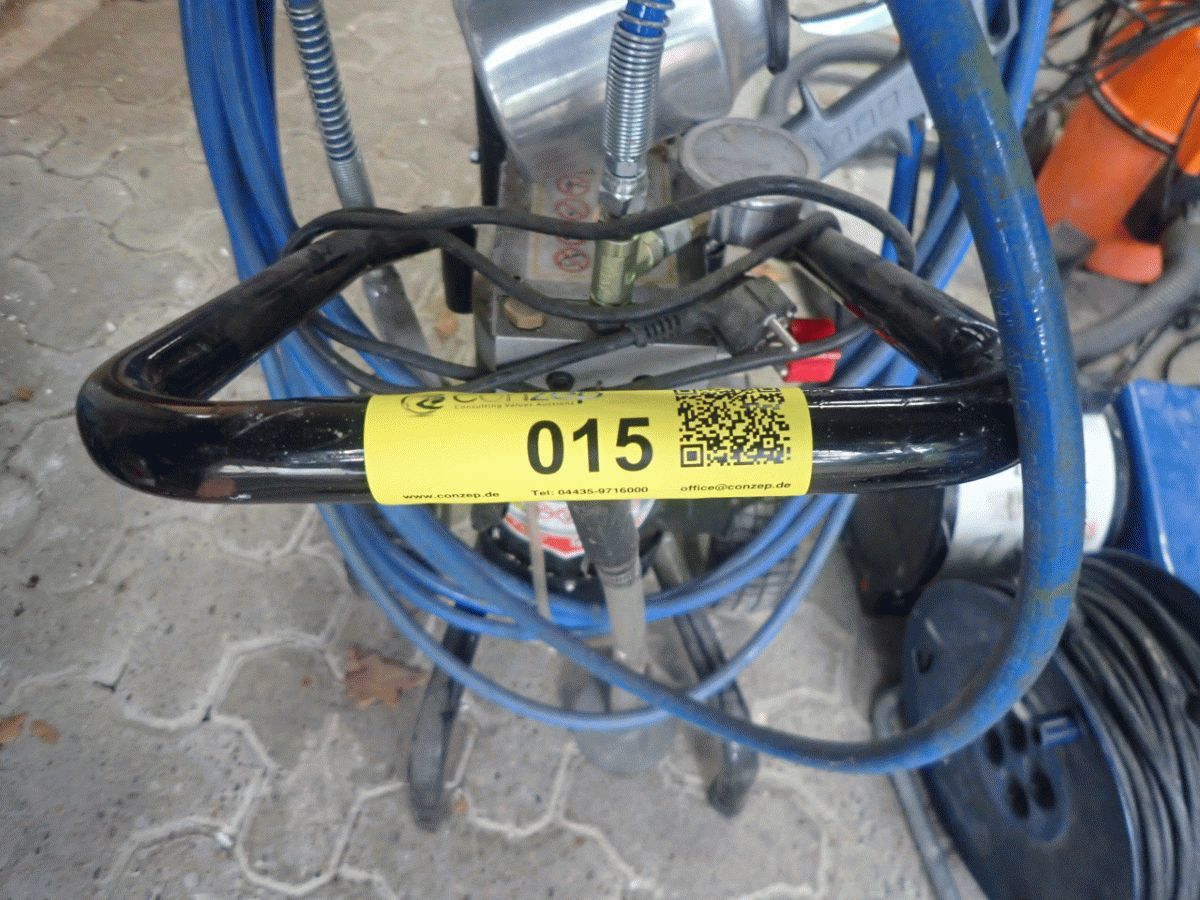 conzep
Consulting Valuer Auctions
015
www.conzep.de
Tel: 04435-9716000
office@conzep.de